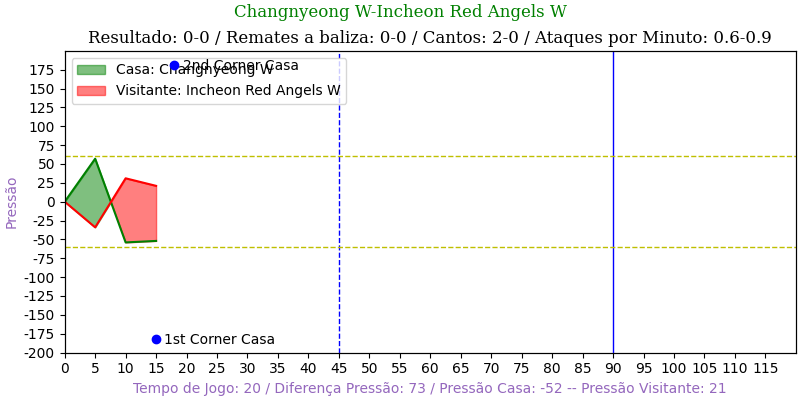 Changnyeong W-Incheon Red Angels W
Resultado: 0-0 / Remates a baliza: 0-0 / Cantos: 2-0 / Ataques por Minuto: 0.6-0.9
Casa: Changnyeong W
2nd Corner Casa
Visitante: Incheon Red Angels W
175
150
125
100
75
50
25
0
-25
-50
-75
-100
-125
-150
-175
-200
Pressão
1st Corner Casa
0 5 10 15 20 25 30 35 40 45 50 55 60 65 70 75 80 85 90 95 100 105 110 115
Tempo de Jogo: 20 / Diferença Pressão: 73 / Pressão Casa: -52 -- Pressão Visitante: 21